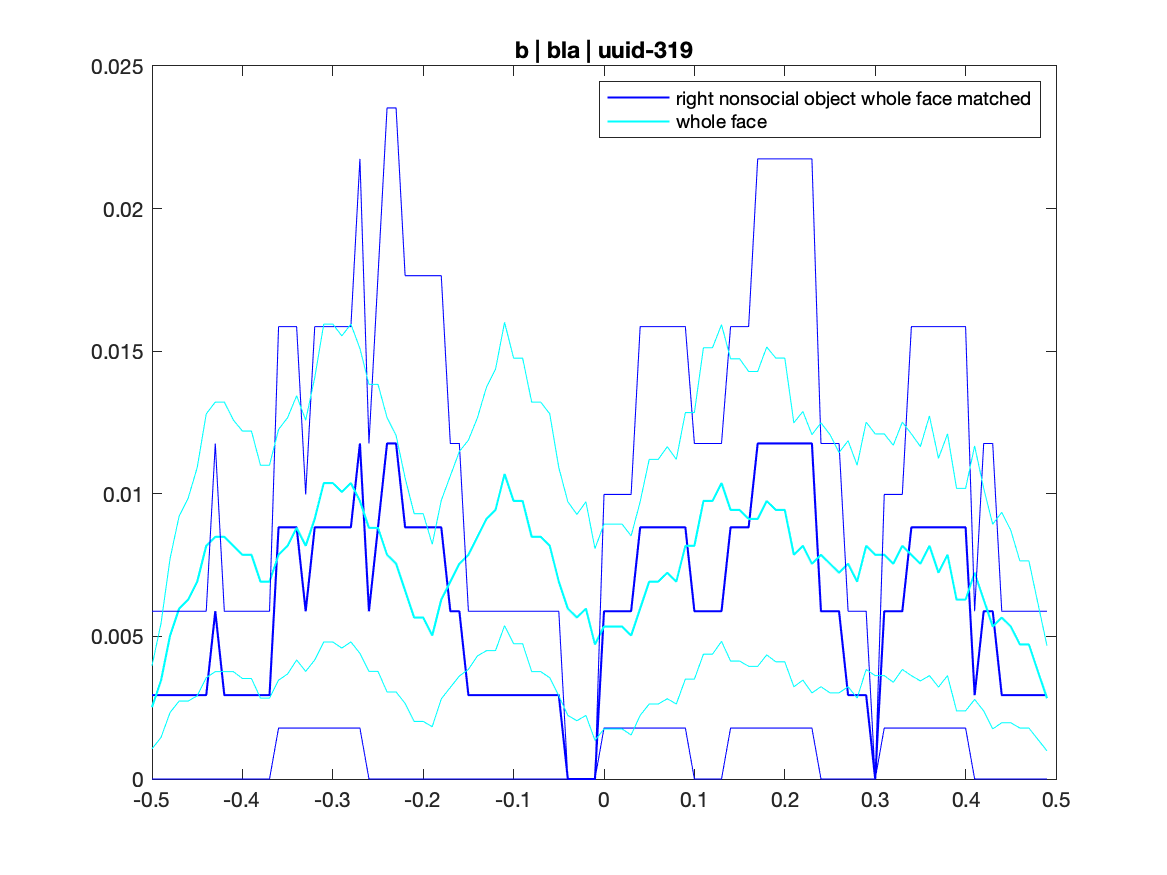 b | bla | uuid-319
right nonsocial object whole face matched
whole face
0.025
0.02
0.015
0.01
0.005
0
-0.5 -0.4 -0.3 -0.2 -0.1 0 0.1 0.2 0.3 0.4 0.5